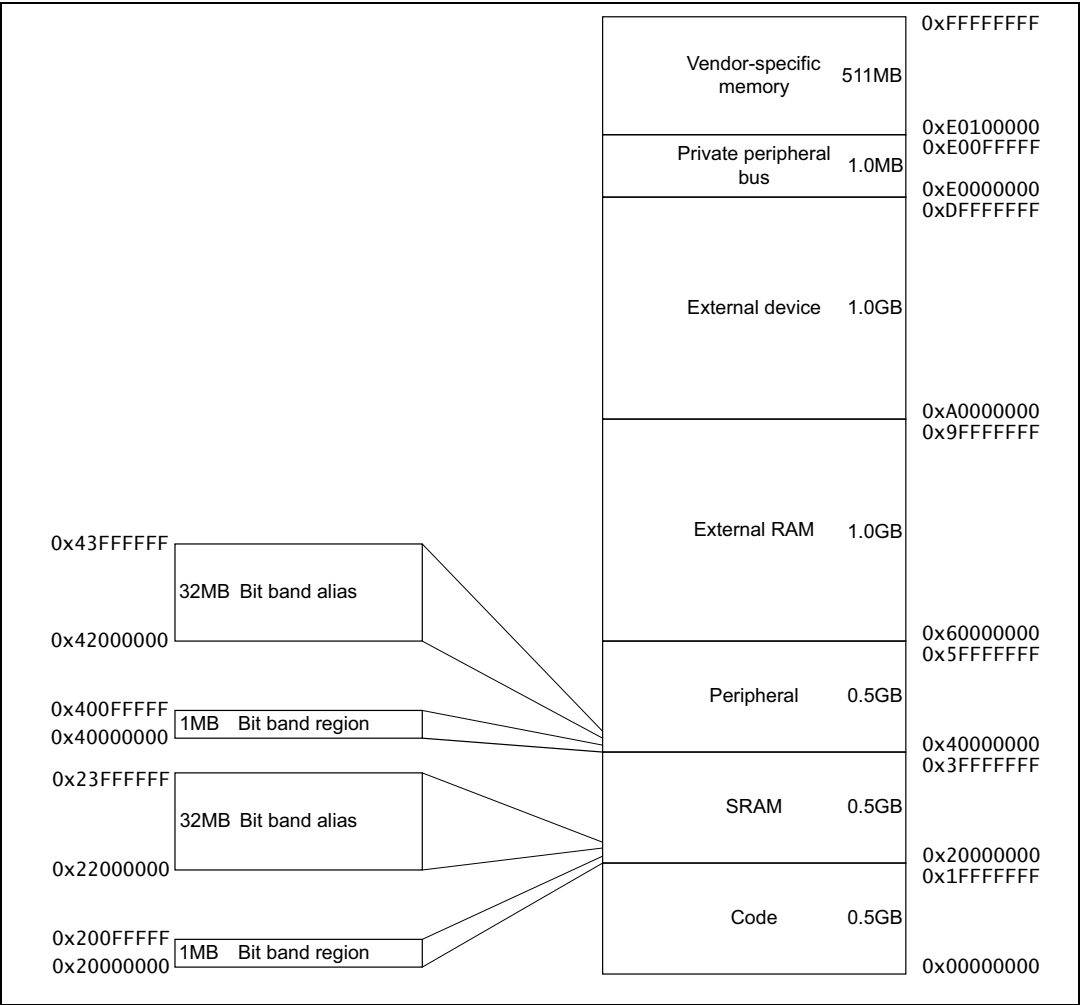 0xFFFFFFFF
Vendor-specific
memory
511MB
0xE0100000
0xE00FFFFF
Private peripheral
bus
1.0MB
0xE0000000
0xDFFFFFFF
External device 1.0GB
0xA0000000
0x9FFFFFFF
External RAM 1.0GB
0x60000000
0x5FFFFFFF
Peripheral 0.5GB
0x40000000
0x3FFFFFFF
SRAM 0.5GB
0x20000000
0x1FFFFFFF
Code 0.5GB
0x00000000
0x43FFFFFF
32MB Bit band alias
0x42000000
0x400FFFFF
1MB Bit band region
0x40000000
0x23FFFFFF
32MB Bit band alias
0x22000000
0x200FFFFF
1MB Bit band region
0x20000000